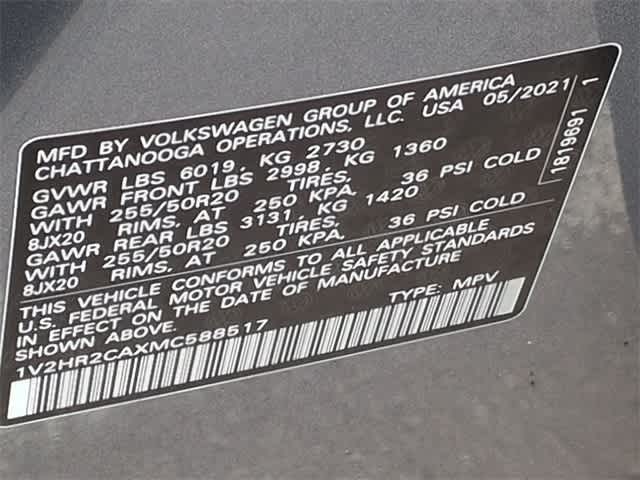 MFD BY VOLKSWAGEN GROUP OF AMERICA
CHATTANOOGA OPERATIONS, LLC. USA 05/2021
GVWR LBS 6019, KG 2730
GAWR FRONT LBS 2998, KG 1360
WITH 255/50R20 TIRES, 36 PSI COLD
8JX20 RIMS, AT 250 KPA,
GAWR REAR LBS 3131, KG 1420
WITH 255/50R20 TIRES, 36 PSI COLD
8JX20 RIMS, AT 250 KPA,
THIS VEHICLE CONFORMS TO ALL APPLICABLE
U.S. FEDERAL MOTOR VEHICLE SAFETY STANDARDS
IN EFFECT ON THE DATE OF MANUFACTURE
SHOWN ABOVE. TYPE: MPV
1V2HR2CAXMC588517
1819691 1